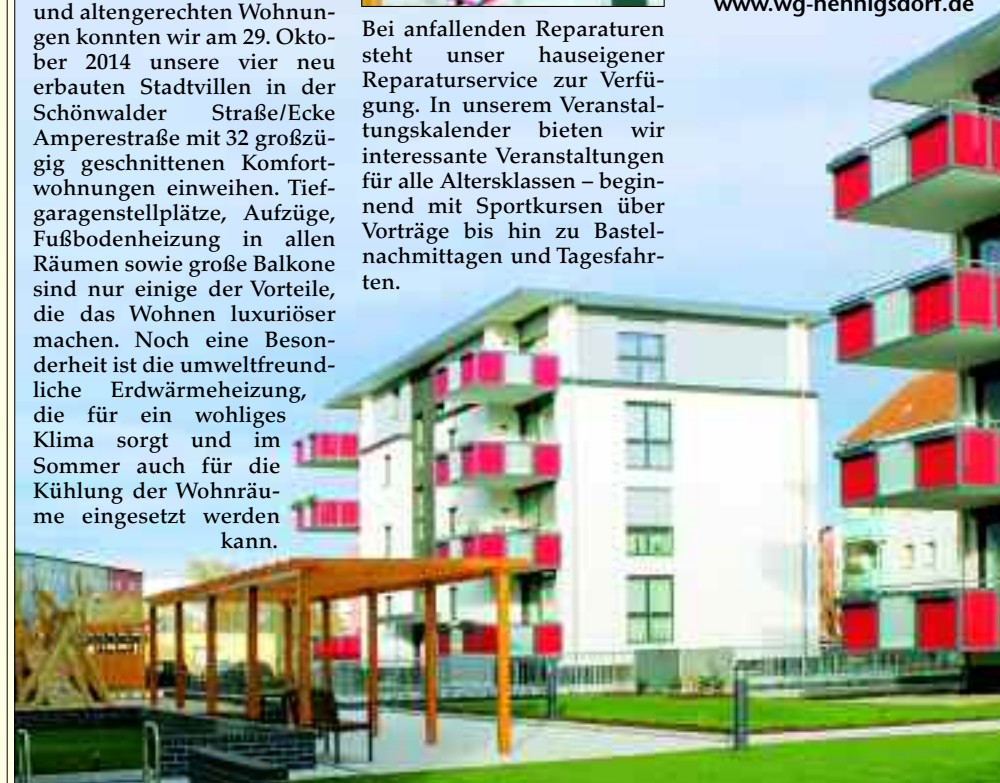 und altengerechten Wohnun-
gen konnten wir am 29. Okto-
ber 2014 unsere vier neu
erbauten Stadtvillen in der
Schönwalder Straße/Ecke
Amperestraße mit 32 großzü-
gig geschnittenen Komfort-
wohnungen einweihen. Tief-
garagenstellplätze, Aufzüge,
Fußbodenheizung in allen
Räumen sowie große Balkone
sind nur einige der Vorteile,
die das Wohnen luxuriöser
machen. Noch eine Beson-
derheit ist die umweltfreund-
liche Erdwärmeheizung,
die für ein wohliges
Klima sorgt und im
Sommer auch für die
Kühlung der Wohnräu-
me eingesetzt werden
kann.
Bei anfallenden Reparaturen
steht unser hauseigener
Reparaturservice zur Verfü-
gung. In unserem Veranstal-
tungskalender bieten wir
interessante Veranstaltungen
für alle Altersklassen – begin-
nend mit Sportkursen über
Vorträge bis hin zu Bastel-
nachmittagen und Tagesfahr-
ten.
www.wg-hennigsdorf.de